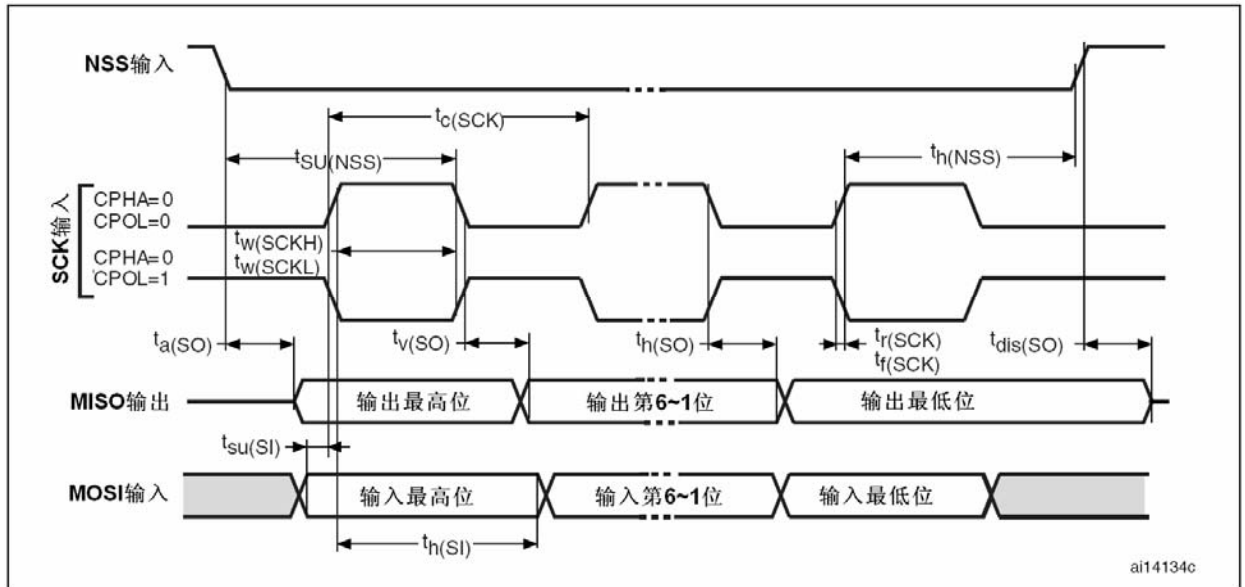 NSS输入
tc(SCK)
tSU(NSS)
th(NSS)
SCK输入
CPHA=0
CPOL=0
tw(SCKH)
CPHA=0
tw(SCKL)
CPOL=1
ta(SO)
tv(SO)
th(SO)
tr(SCK)
tf(SCK)
tdis(SO)
MISO输出
输出最高位
输出第6~1位
输出最低位
tsu(SI)
MOSI输入
输入最高位
输入第6~1位
输入最低位
th(SI)
ai14134c